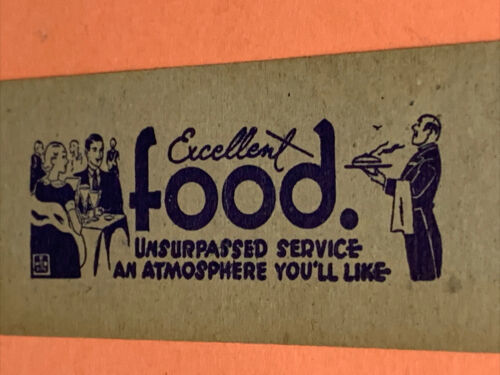 Excellent
food.
UNSURPASSED SERVICE
AN ATMOSPHERE YOU'LL LIKE